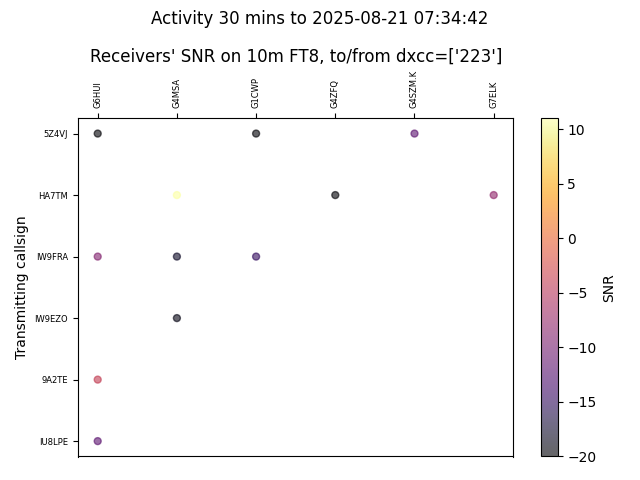 Activity 30 mins to 2025-08-21 07:34:42
Receivers' SNR on 10m FT8, to/from dxcc=['223']
G6HUI
G4MSA
G1CWP
G4ZFQ
G4SZM.K
G7ELK
5Z4VJ
HA7TM
IW9FRA
IW9EZO
9A2TE
IU8LPE
Transmitting callsign
10
5
0
−5
−10
−15
−20
SNR